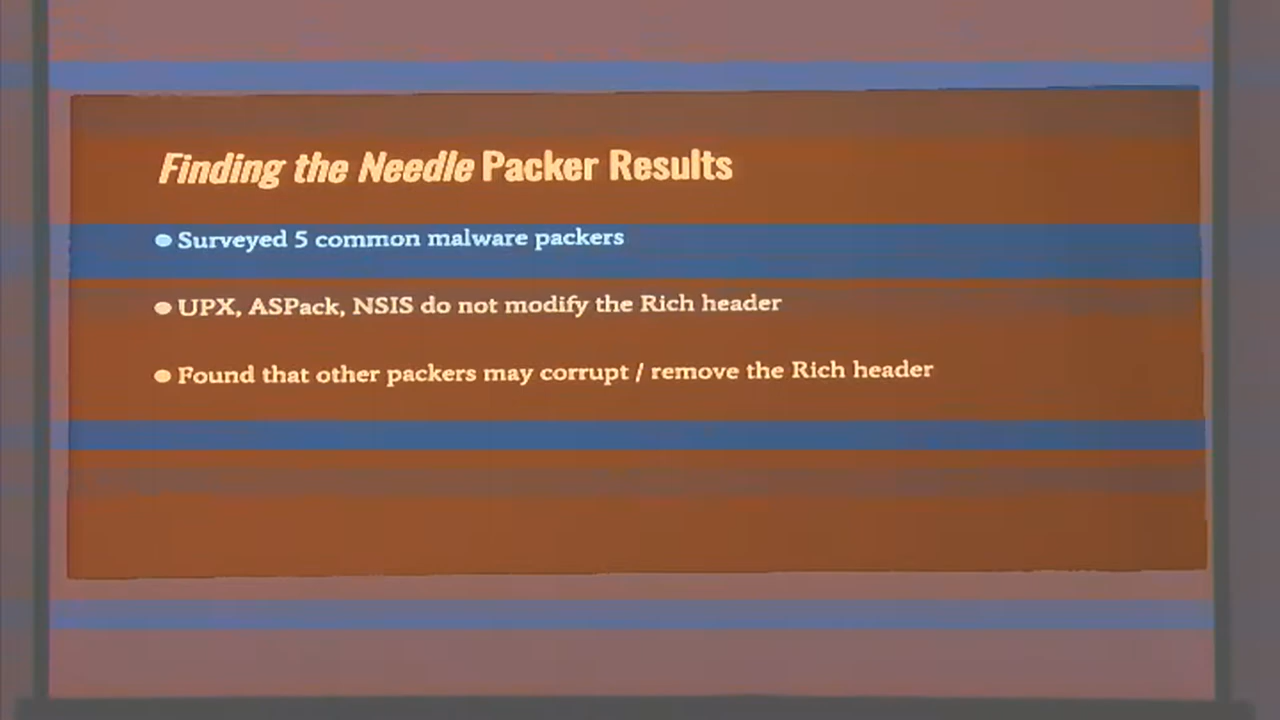 Finding the Needle Packer Results
● Surveyed 5 common malware packers
● UPX, ASPack, NSIS do not modify the Rich header
● Found that other packers may corrupt / remove the Rich header